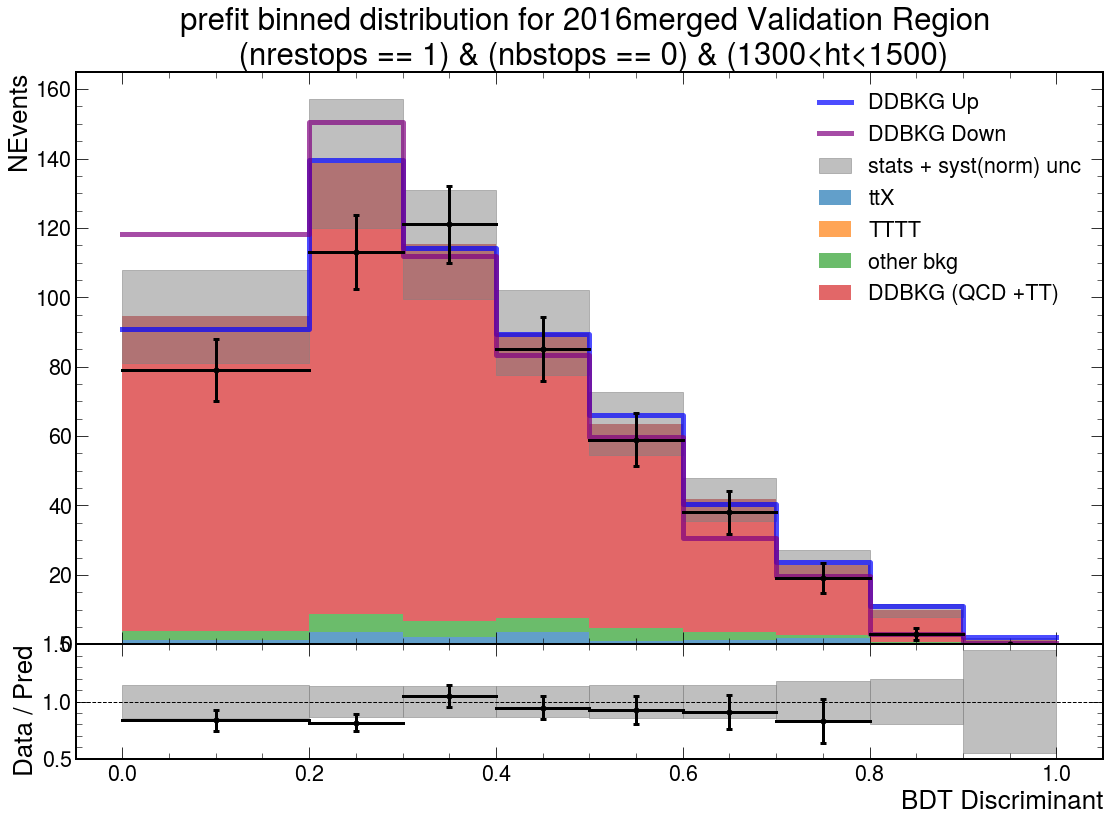 prefit binned distribution for 2016merged Validation Region
(nrestops == 1) & (nbstops == 0) & (1300<ht<1500)
NEvents
160
140
120
100
80
60
40
20
0
DDBKG Up
DDBKG Down
stats + syst(norm) unc
ttX
TTTT
other bkg
DDBKG (QCD +TT)
Data / Pred
1.5
1.0
0.5
0.0 0.2 0.4 0.6 0.8 1.0
BDT Discriminant